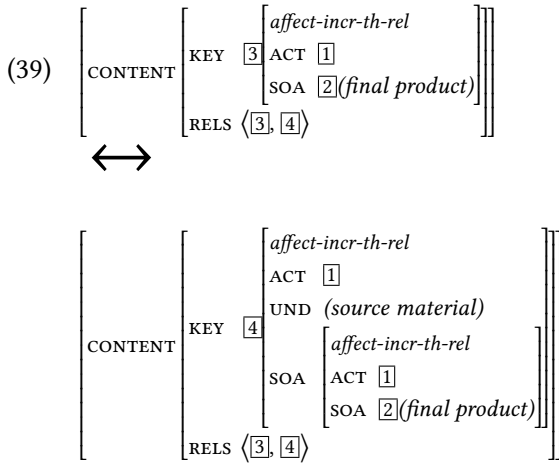 affect-incr-th-rel
(39) CONTENT KEY 3 ACT 1
SOA 2(final product)
RELS ⟨3, 4⟩
⟷
affect-incr-th-rel
ACT 1
UND (source material)
CONTENT KEY 4 affect-incr-th-rel
SOA ACT 1
SOA 2(final product)
RELS ⟨3, 4⟩